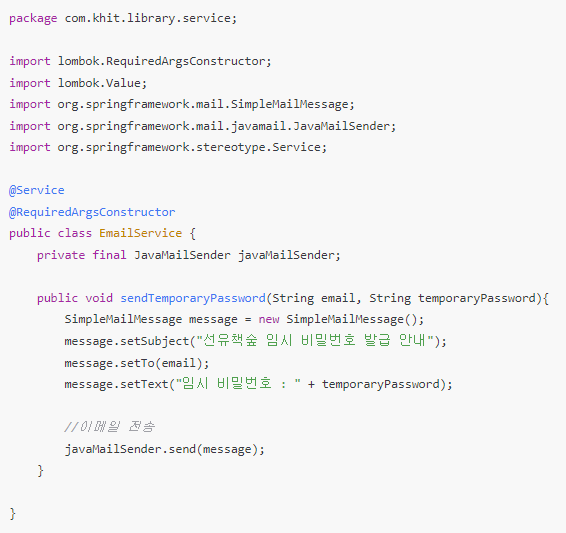 package com.khit.library.service;
import lombok.RequiredArgsConstructor;
import lombok.Value;
import org.springframework.mail.SimpleMailMessage;
import org.springframework.mail.javamail.JavaMailSender;
import org.springframework.stereotype.Service;
@Service
@RequiredArgsConstructor
public class EmailService {
    private final JavaMailSender javaMailSender;
    public void sendTemporaryPassword(String email, String temporaryPassword){
        SimpleMailMessage message = new SimpleMailMessage();
        message.setSubject("선유책숲 임시 비밀번호 발급 안내");
        message.setTo(email);
        message.setText("임시 비밀번호 : " + temporaryPassword);
        //이메일 전송
        javaMailSender.send(message);
    }
}